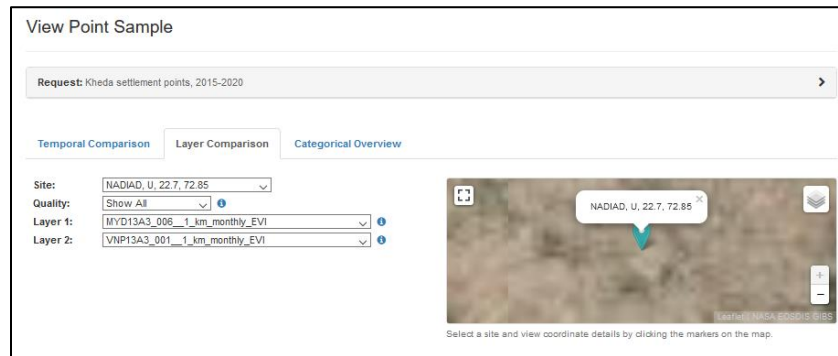 View Point Sample
Request: Kheda settlement points, 2015-2020
Temporal Comparison
Layer Comparison
Categorical Overview
Site: NADIAD, U, 22.7, 72.85
Quality: Show All
Layer 1: MYD13A3_006__1_km_monthly_EVI
Layer 2: VNP13A3_001__1_km_monthly_EVI
NADIAD, U, 22.7, 72.85
Leaflet | NASA EOSDIS GIBS
Select a site and view coordinate details by clicking the markers on the map.